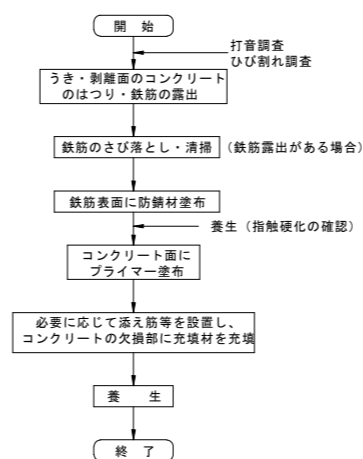 開　始
打音調査
ひび割れ調査
うき・剥離面のコンクリート
のはつり・鉄筋の露出
鉄筋のさび落とし・清掃 (鉄筋露出がある場合)
鉄筋表面に防錆材塗布
養生（指触硬化の確認）
コンクリート面に
プライマー塗布
必要に応じて添え筋等を設置し、
コンクリートの欠損部に充填材を充填
養　生
終　了